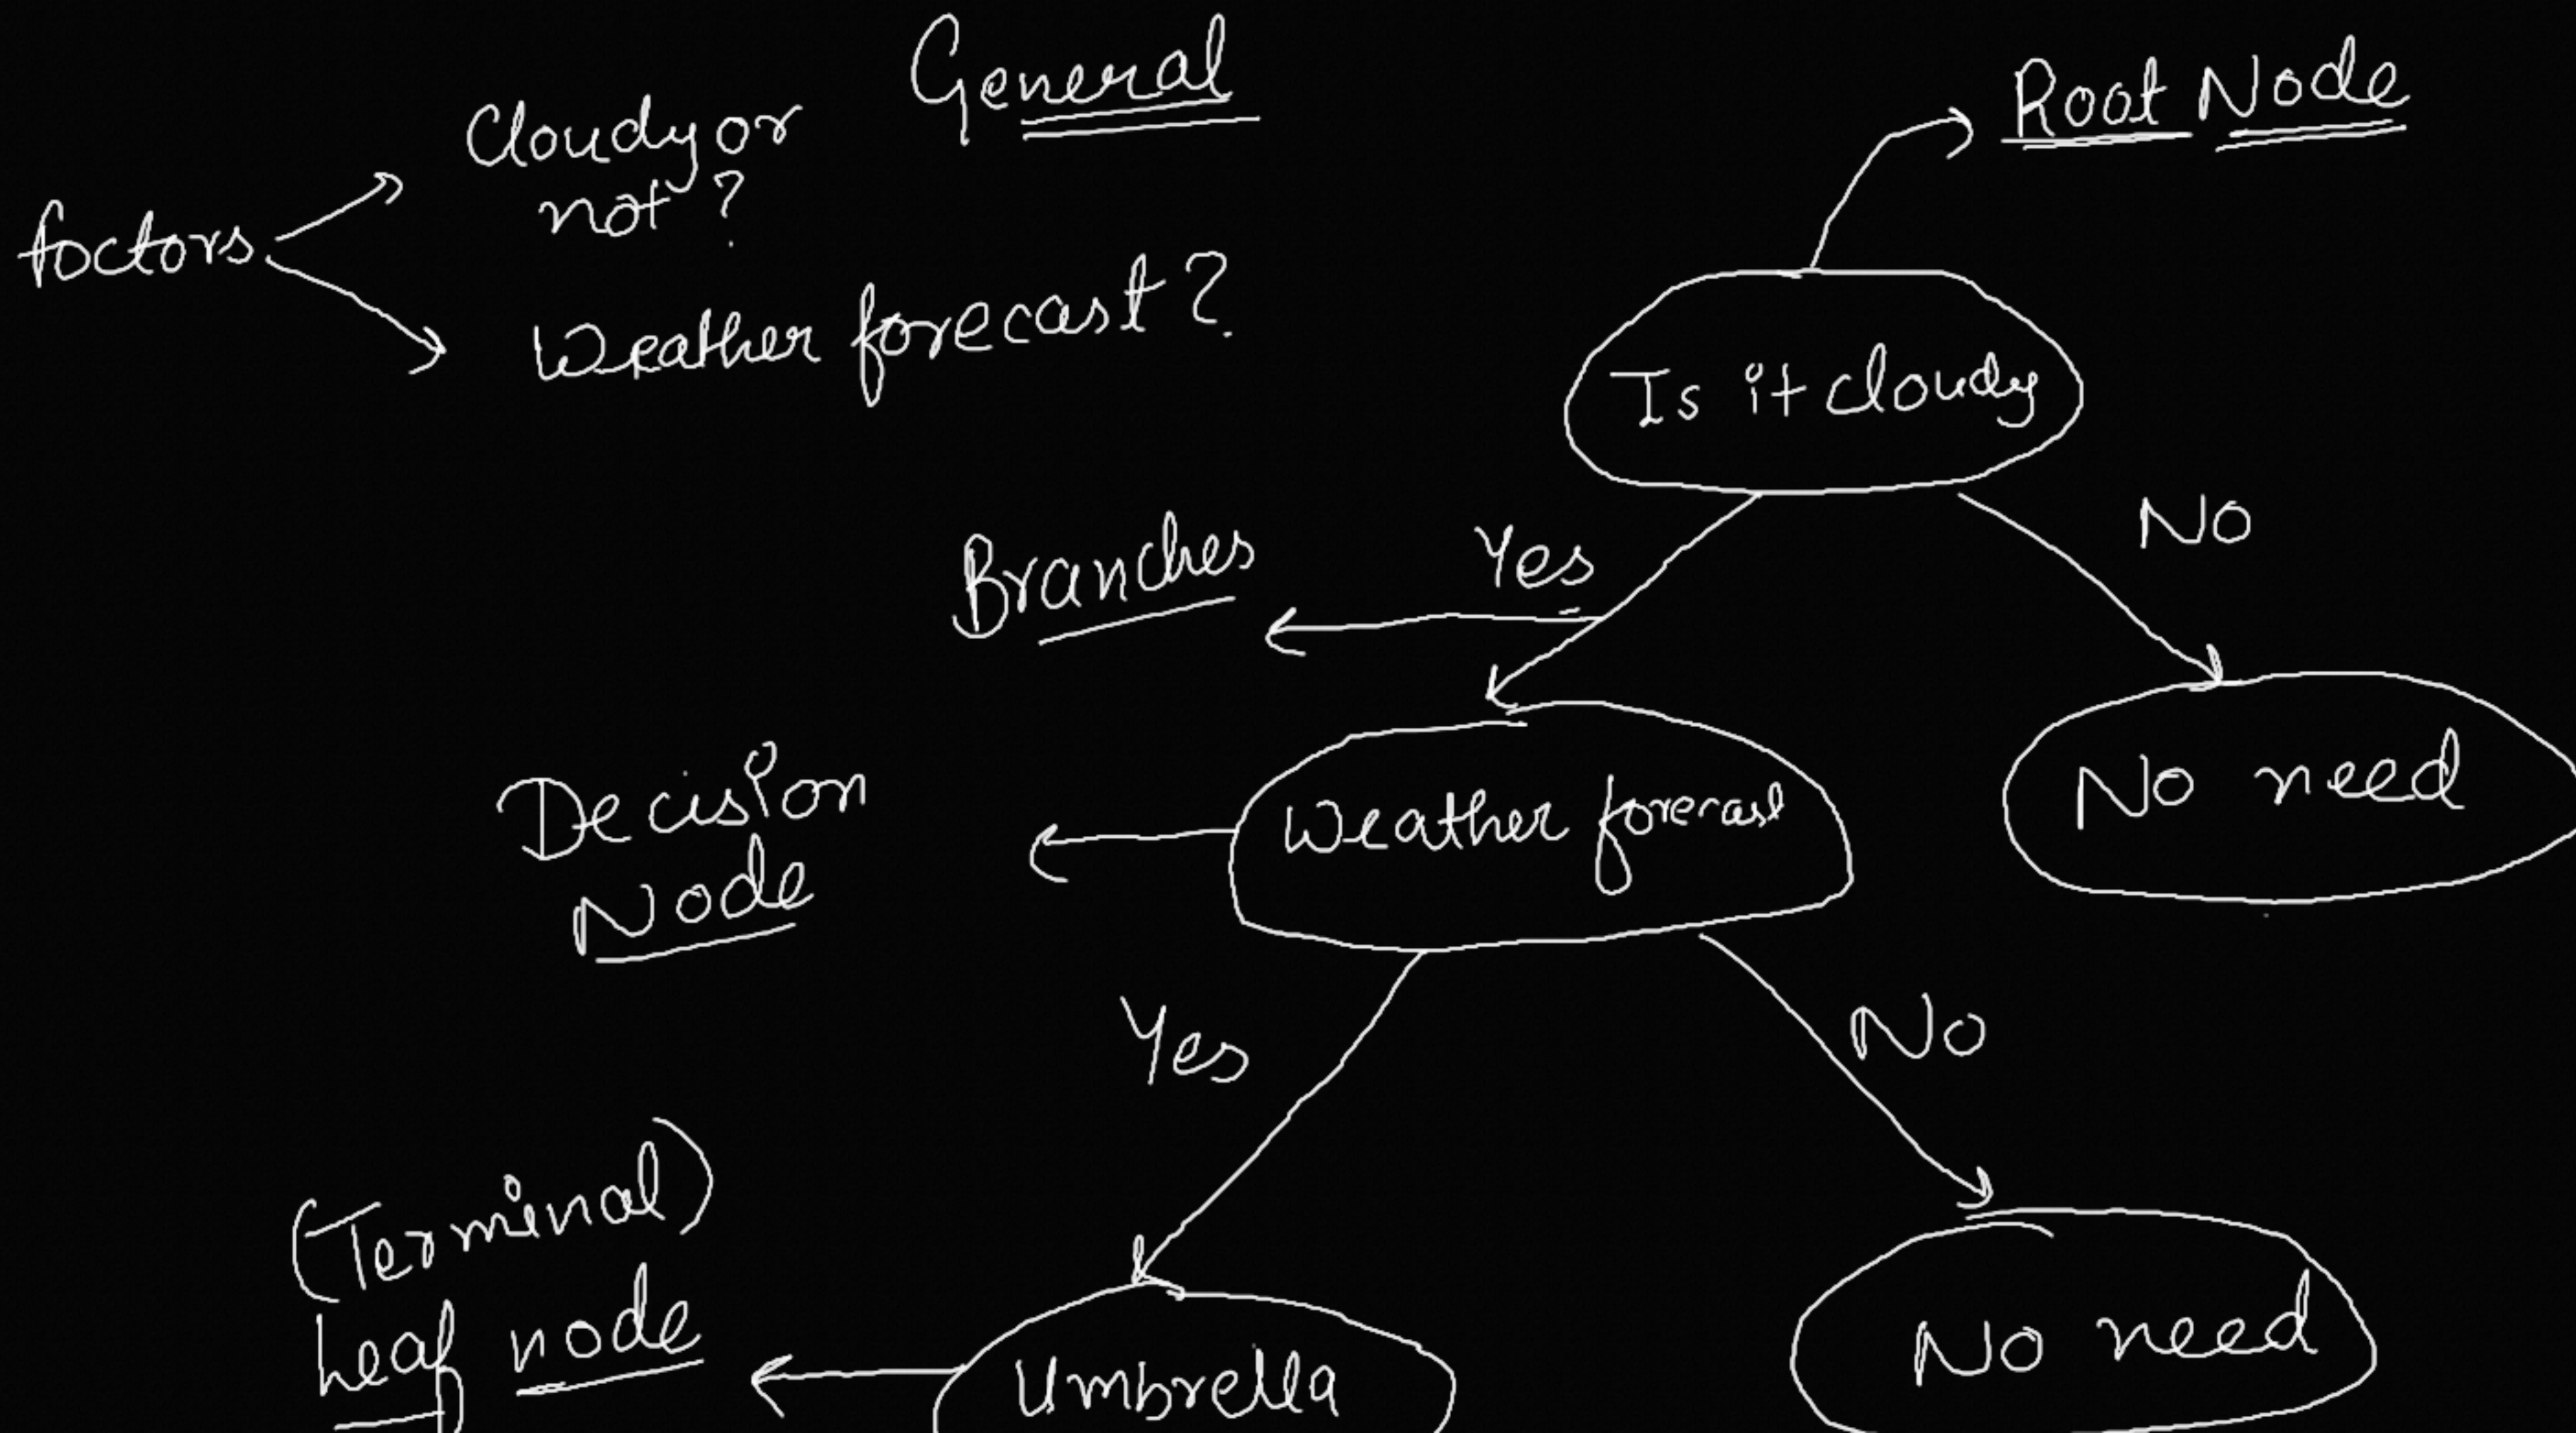 General
Root Node
Cloudy or
not?
foctors
Weather forecast?
Is it cloudy
Branches
Yes
No
Decision
Node
Weather forecast
No need
Yes
No
(Terminal)
Leaf node
Umbrella
No need